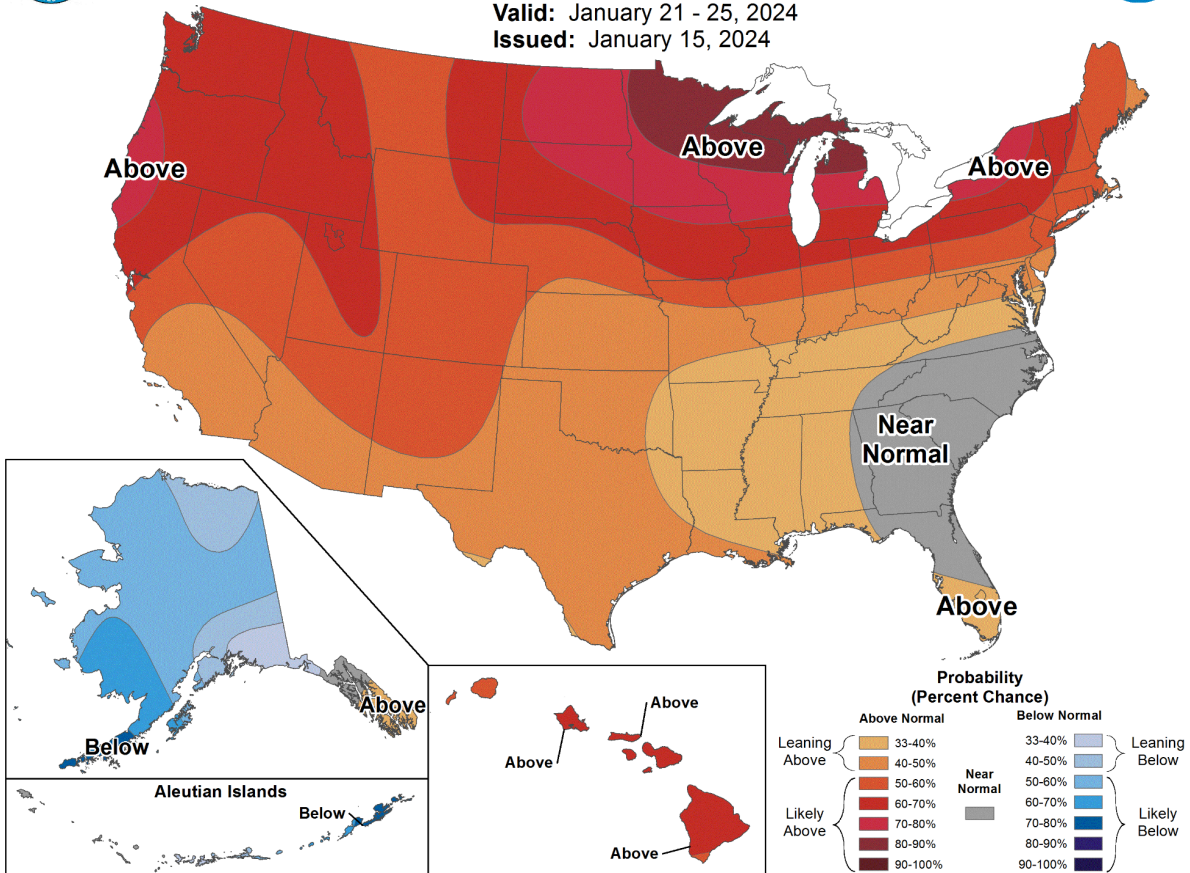 Valid: January 21 - 25, 2024
Issued: January 15, 2024
Above
Above
Above
Near
Normal
Above
Above
Below
Aleutian Islands
Below
Above
Above
Above
Probability
(Percent Chance)
Above Normal
Below Normal
Leaning
Above
33-40%
40-50%
Likely
Above
50-60%
60-70%
70-80%
80-90%
90-100%
Near
Normal
33-40%
40-50%
Leaning
Below
50-60%
60-70%
70-80%
80-90%
90-100%
Likely
Below